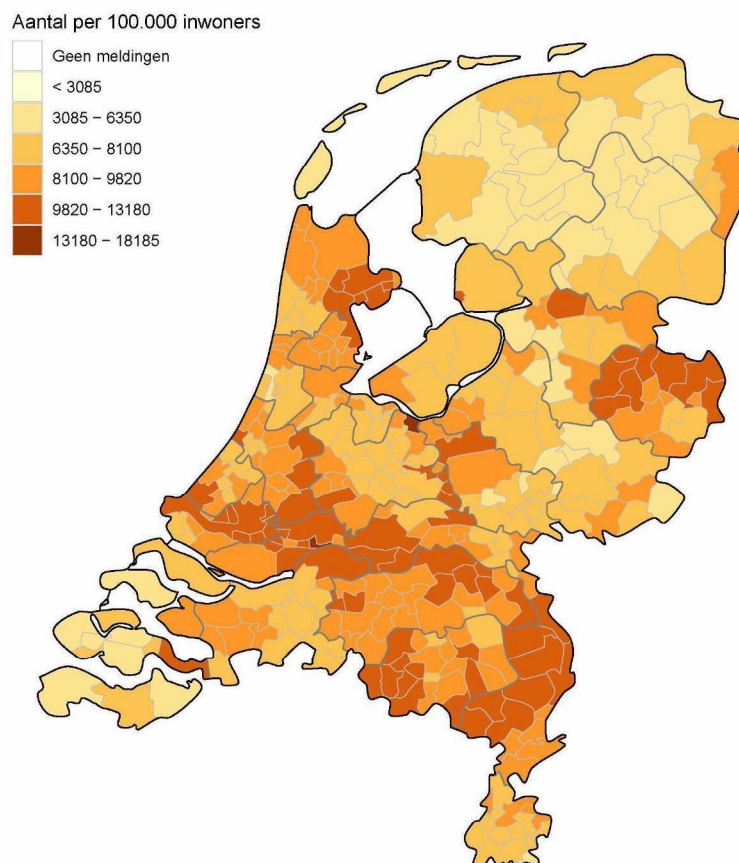 Aantal per 100.000 inwoners
Geen meldingen
< 3085
3085 – 6350
6350 – 8100
8100 – 9820
9820 – 13180
13180 – 18185